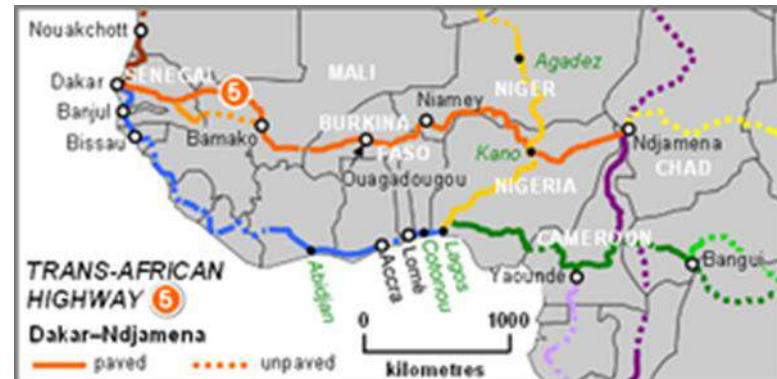 Nouakchott
Dakar
SENEGAL
5
MALI
NIGER
Agadez
Banjul
Bissau
Bamako
BURKINA
FASO
Niamey
Ouagadougou
Kano
NIGERIA
Ndjamena
CHAD
CAMEROON
Yaoundé
Bangui
Abidjan
Accra
Lomé
Cotonou
Lagos
TRANS-AFRICAN
HIGHWAY 5
Dakar–Ndjamena
paved unpaved
0 1000
kilometres